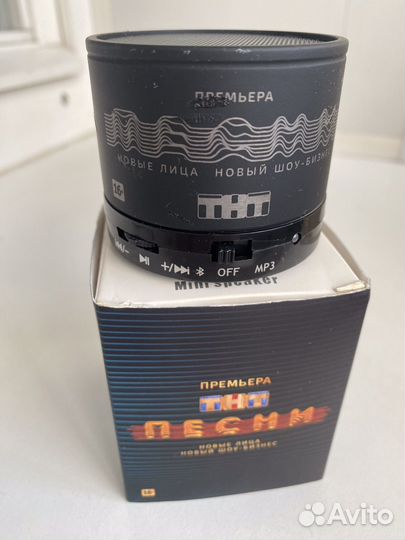 ПРЕМЬЕРА
НОВЫЕ ЛИЦА НОВЫЙ ШОУ-БИЗНЕС
16+
ТНТ
⏮/- ⏯ +/⏭ OFF MP3
Mini speaker
ПРЕМЬЕРА
ТНТ
ПЕСНИ
НОВЫЕ ЛИЦА
НОВЫЙ ШОУ-БИЗНЕС
16+
Avito